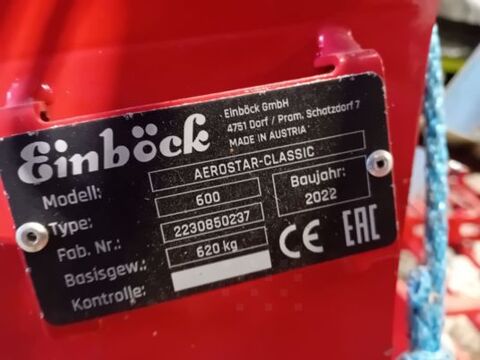 Einböck
Einböck GmbH
4751 Dorf / Pram, Schatzdorf 7
MADE IN AUSTRIA
Modell: AEROSTAR-CLASSIC
Type: 600
Fab. Nr.: 2230850237
Basisgew.: 620 kg
Kontrolle:
Baujahr:
2022
CE EAC